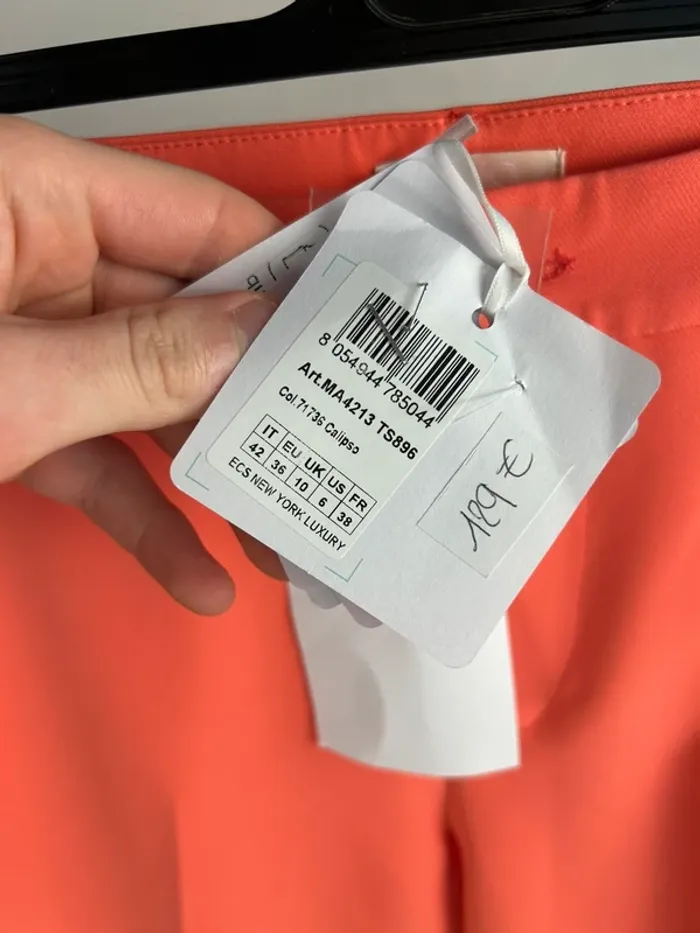 8 054944 785044
Art.MA4213 TS896
Col.71736 Calipso
IT EU UK US FR
42 36 10 6 38
ECS NEW YORK LUXURY
189 €